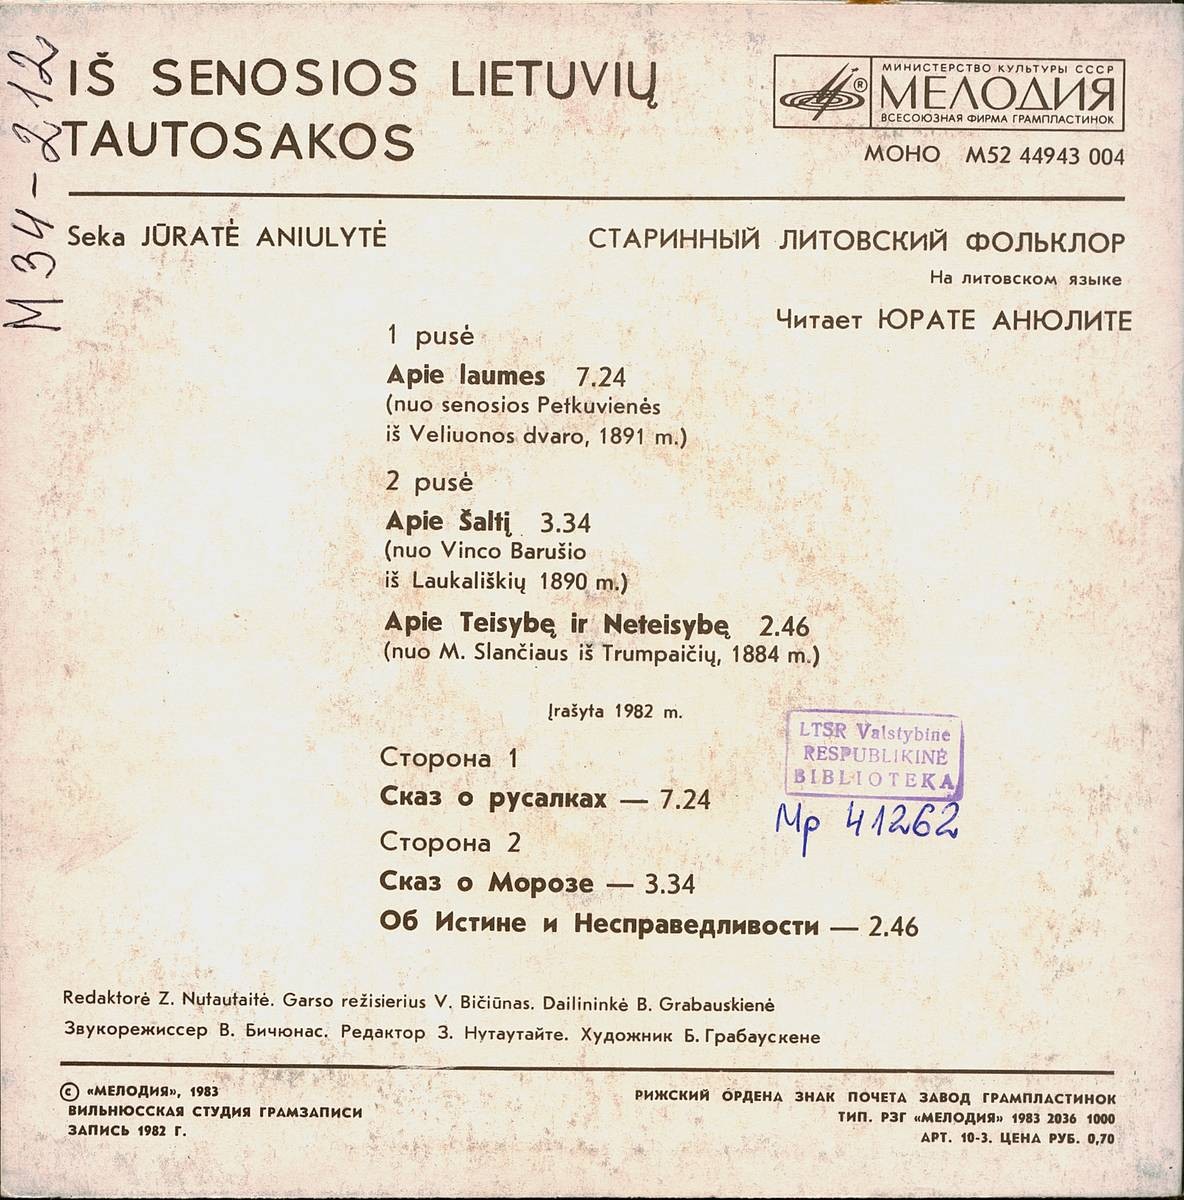 M 34-212
IŠ SENOSIOS LIETUVIŲ
TAUTOSAKOS
МИНИСТЕРСТВО КУЛЬТУРЫ СССР
® МЕЛОДИЯ
ВСЕСОЮЗНАЯ ФИРМА ГРАМПЛАСТИНОК
МОНО М52 44943 004
Seka JŪRATĖ ANIULYTĖ
СТАРИННЫЙ ЛИТОВСКИЙ ФОЛЬКЛОР
На литовском языке
Читает ЮРАТЕ АНЮЛИТЕ
1 pusė
Apie laumes 7.24
(nuo senosios Petkuvienės
iš Veliuonos dvaro, 1891 m.)
2 pusė
Apie Šaltį 3.34
(nuo Vinco Barušio
iš Laukališkių 1890 m.)
Apie Teisybę ir Neteisybę 2.46
(nuo M. Slančiaus iš Trumpaičių, 1884 m.)
Įrašyta 1982 m.
LTSR Valstybinė
RESPUBLIKINĖ
BIBLIOTEKA
Mp 41262
Сторона 1
Сказ о русалках — 7.24
Сторона 2
Сказ о Морозе — 3.34
Об Истине и Несправедливости — 2.46
Redaktorė Z. Nutautaitė. Garso režisierius V. Bičiūnas. Dailininkė B. Grabauskienė
Звукорежиссер В. Бичюнас. Редактор З. Нутаутайте. Художник Б. Грабаускене
© «МЕЛОДИЯ», 1983
ВИЛЬНЮССКАЯ СТУДИЯ ГРАМЗАПИСИ
ЗАПИСЬ 1982 Г.
РИЖСКИЙ ОРДЕНА ЗНАК ПОЧЕТА ЗАВОД ГРАМПЛАСТИНОК
ТИП. РЗГ «МЕЛОДИЯ» 1983 2036 1000
АРТ. 10-3. ЦЕНА РУБ. 0,70